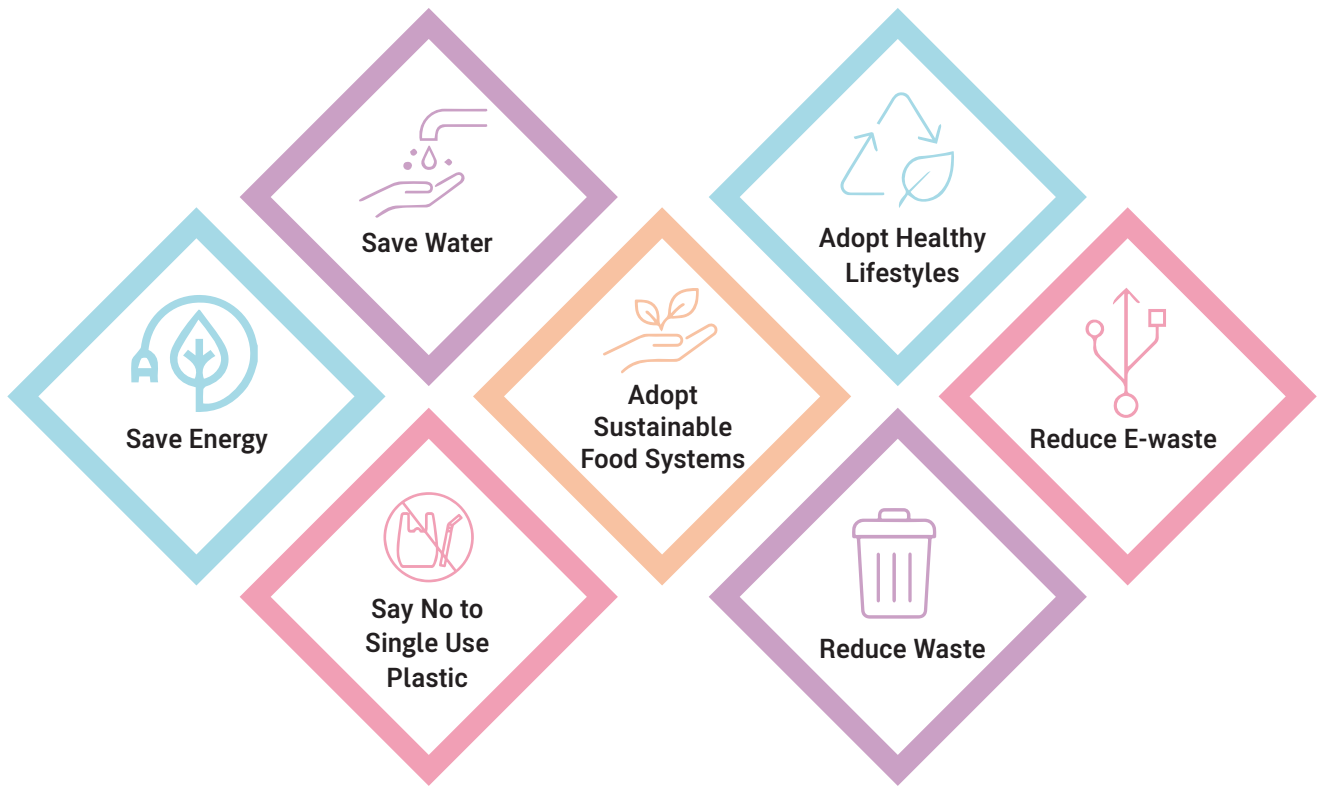 Save Water
Adopt Healthy
Lifestyles
Save Energy
Adopt
Sustainable
Food Systems
Reduce E-waste
Say No to
Single Use
Plastic
Reduce Waste